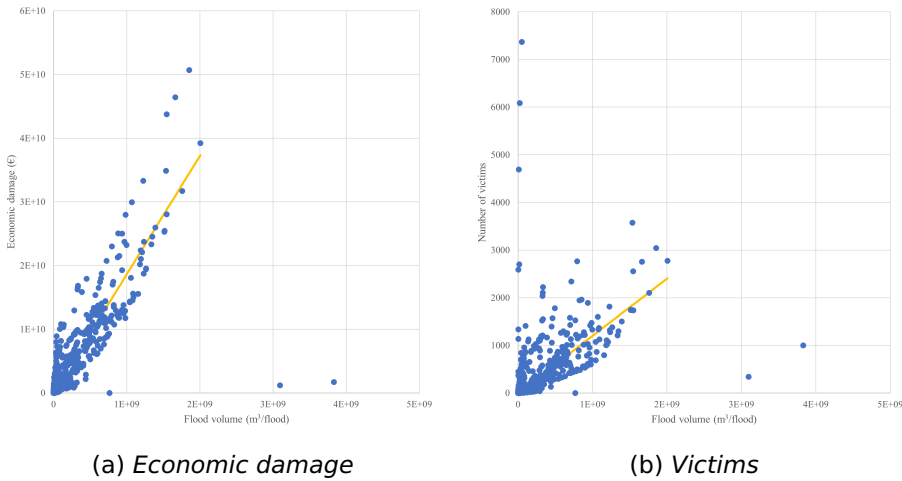 6E+10
5E+10
4E+10
3E+10
2E+10
1E+10
0
Economic damage (€)
0 1E+09 2E+09 3E+09 4E+09 5E+09
Flood volume (m³/flood)
(a) Economic damage
8000
7000
6000
5000
4000
3000
2000
1000
0
Number of victims
0 1E+09 2E+09 3E+09 4E+09 5E+09
Flood volume (m³/flood)
(b) Victims